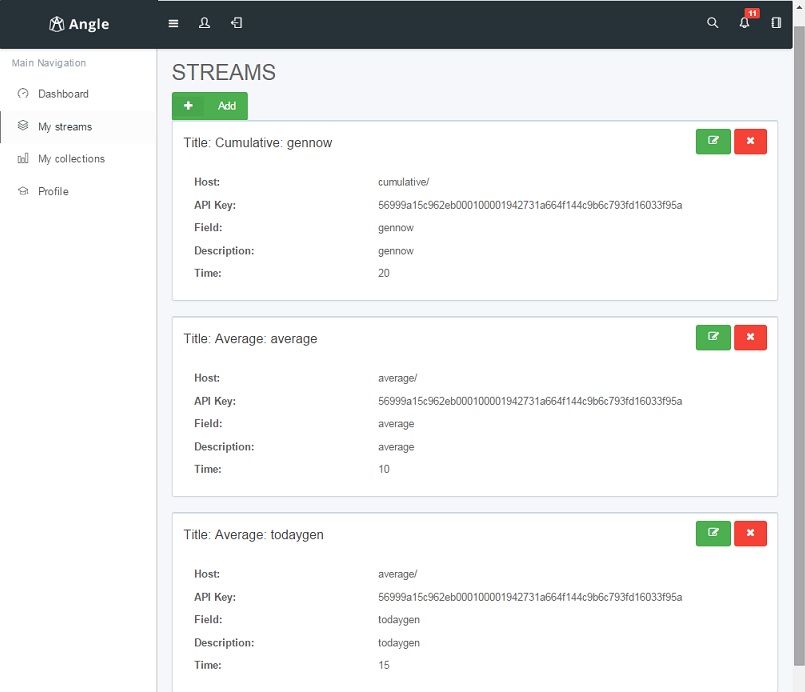 Angle
11
Main Navigation
Dashboard
My streams
My collections
Profile
STREAMS
Add
Title: Cumulative: gennow
Host: cumulative/
API Key: 56999a15c962eb000100001942731a664f144c9b6c793fd16033f95a
Field: gennow
Description: gennow
Time: 20
Title: Average: average
Host: average/
API Key: 56999a15c962eb000100001942731a664f144c9b6c793fd16033f95a
Field: average
Description: average
Time: 10
Title: Average: todaygen
Host: average/
API Key: 56999a15c962eb000100001942731a664f144c9b6c793fd16033f95a
Field: todaygen
Description: todaygen
Time: 15